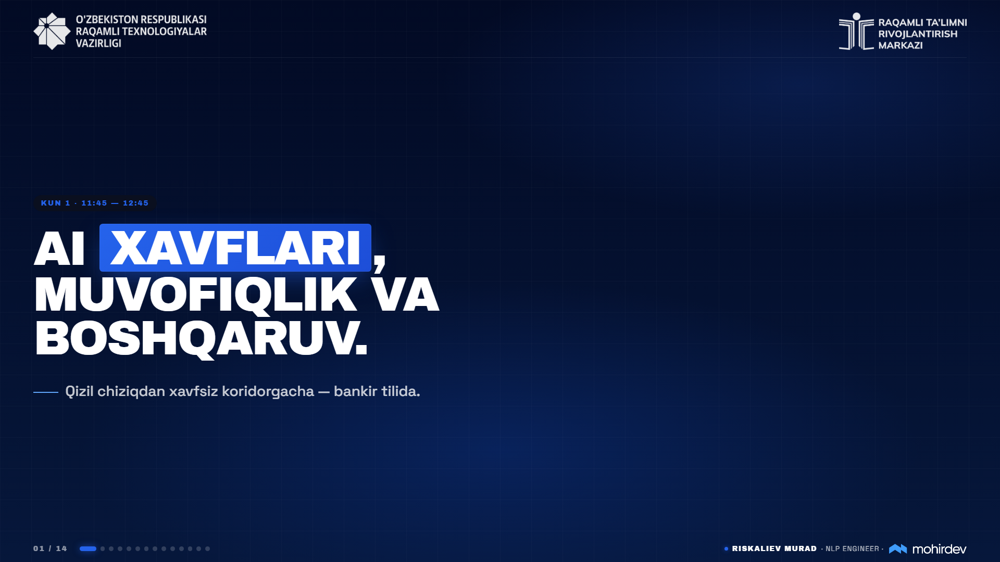 O'ZBEKISTON RESPUBLIKASI
RAQAMLI TEXNOLOGIYALAR
VAZIRLIGI
RAQAMLI TA'LIMNI
RIVOJLANTIRISH
MARKAZI
KUN 1 · 11:45 — 12:45
AI XAVFLARI,
MUVOFIQLIK VA
BOSHQARUV.
Qizil chiziqdan xavfsiz koridorgacha — bankir tilida.
01 / 14
RISKALIEV MURAD · NLP ENGINEER · mohirdev